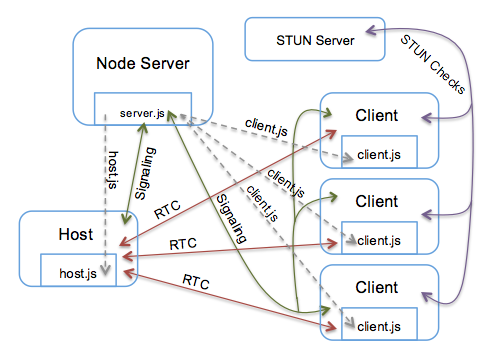 STUN Server
Node Server
server.js
STUN Checks
Client
client.js
client.js
host.js
Signaling
client.js
client.js
RTC
Signaling
Client
client.js
Host
host.js
RTC
RTC
Client
client.js